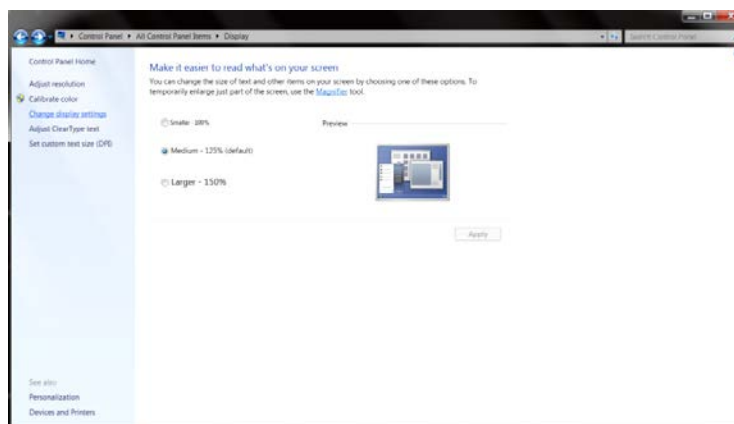 Control Panel ▸ All Control Panel Items ▸ Display
Search Control Panel
Control Panel Home
Adjust resolution
Calibrate color
Change display settings
Adjust ClearType text
Set custom text size (DPI)
Make it easier to read what's on your screen
You can change the size of text and other items on your screen by choosing one of these options. To
temporarily enlarge just part of the screen, use the Magnifier tool.
Smaller - 100%
Preview
Medium - 125% (default)
Larger - 150%
Apply
See also
Personalization
Devices and Printers